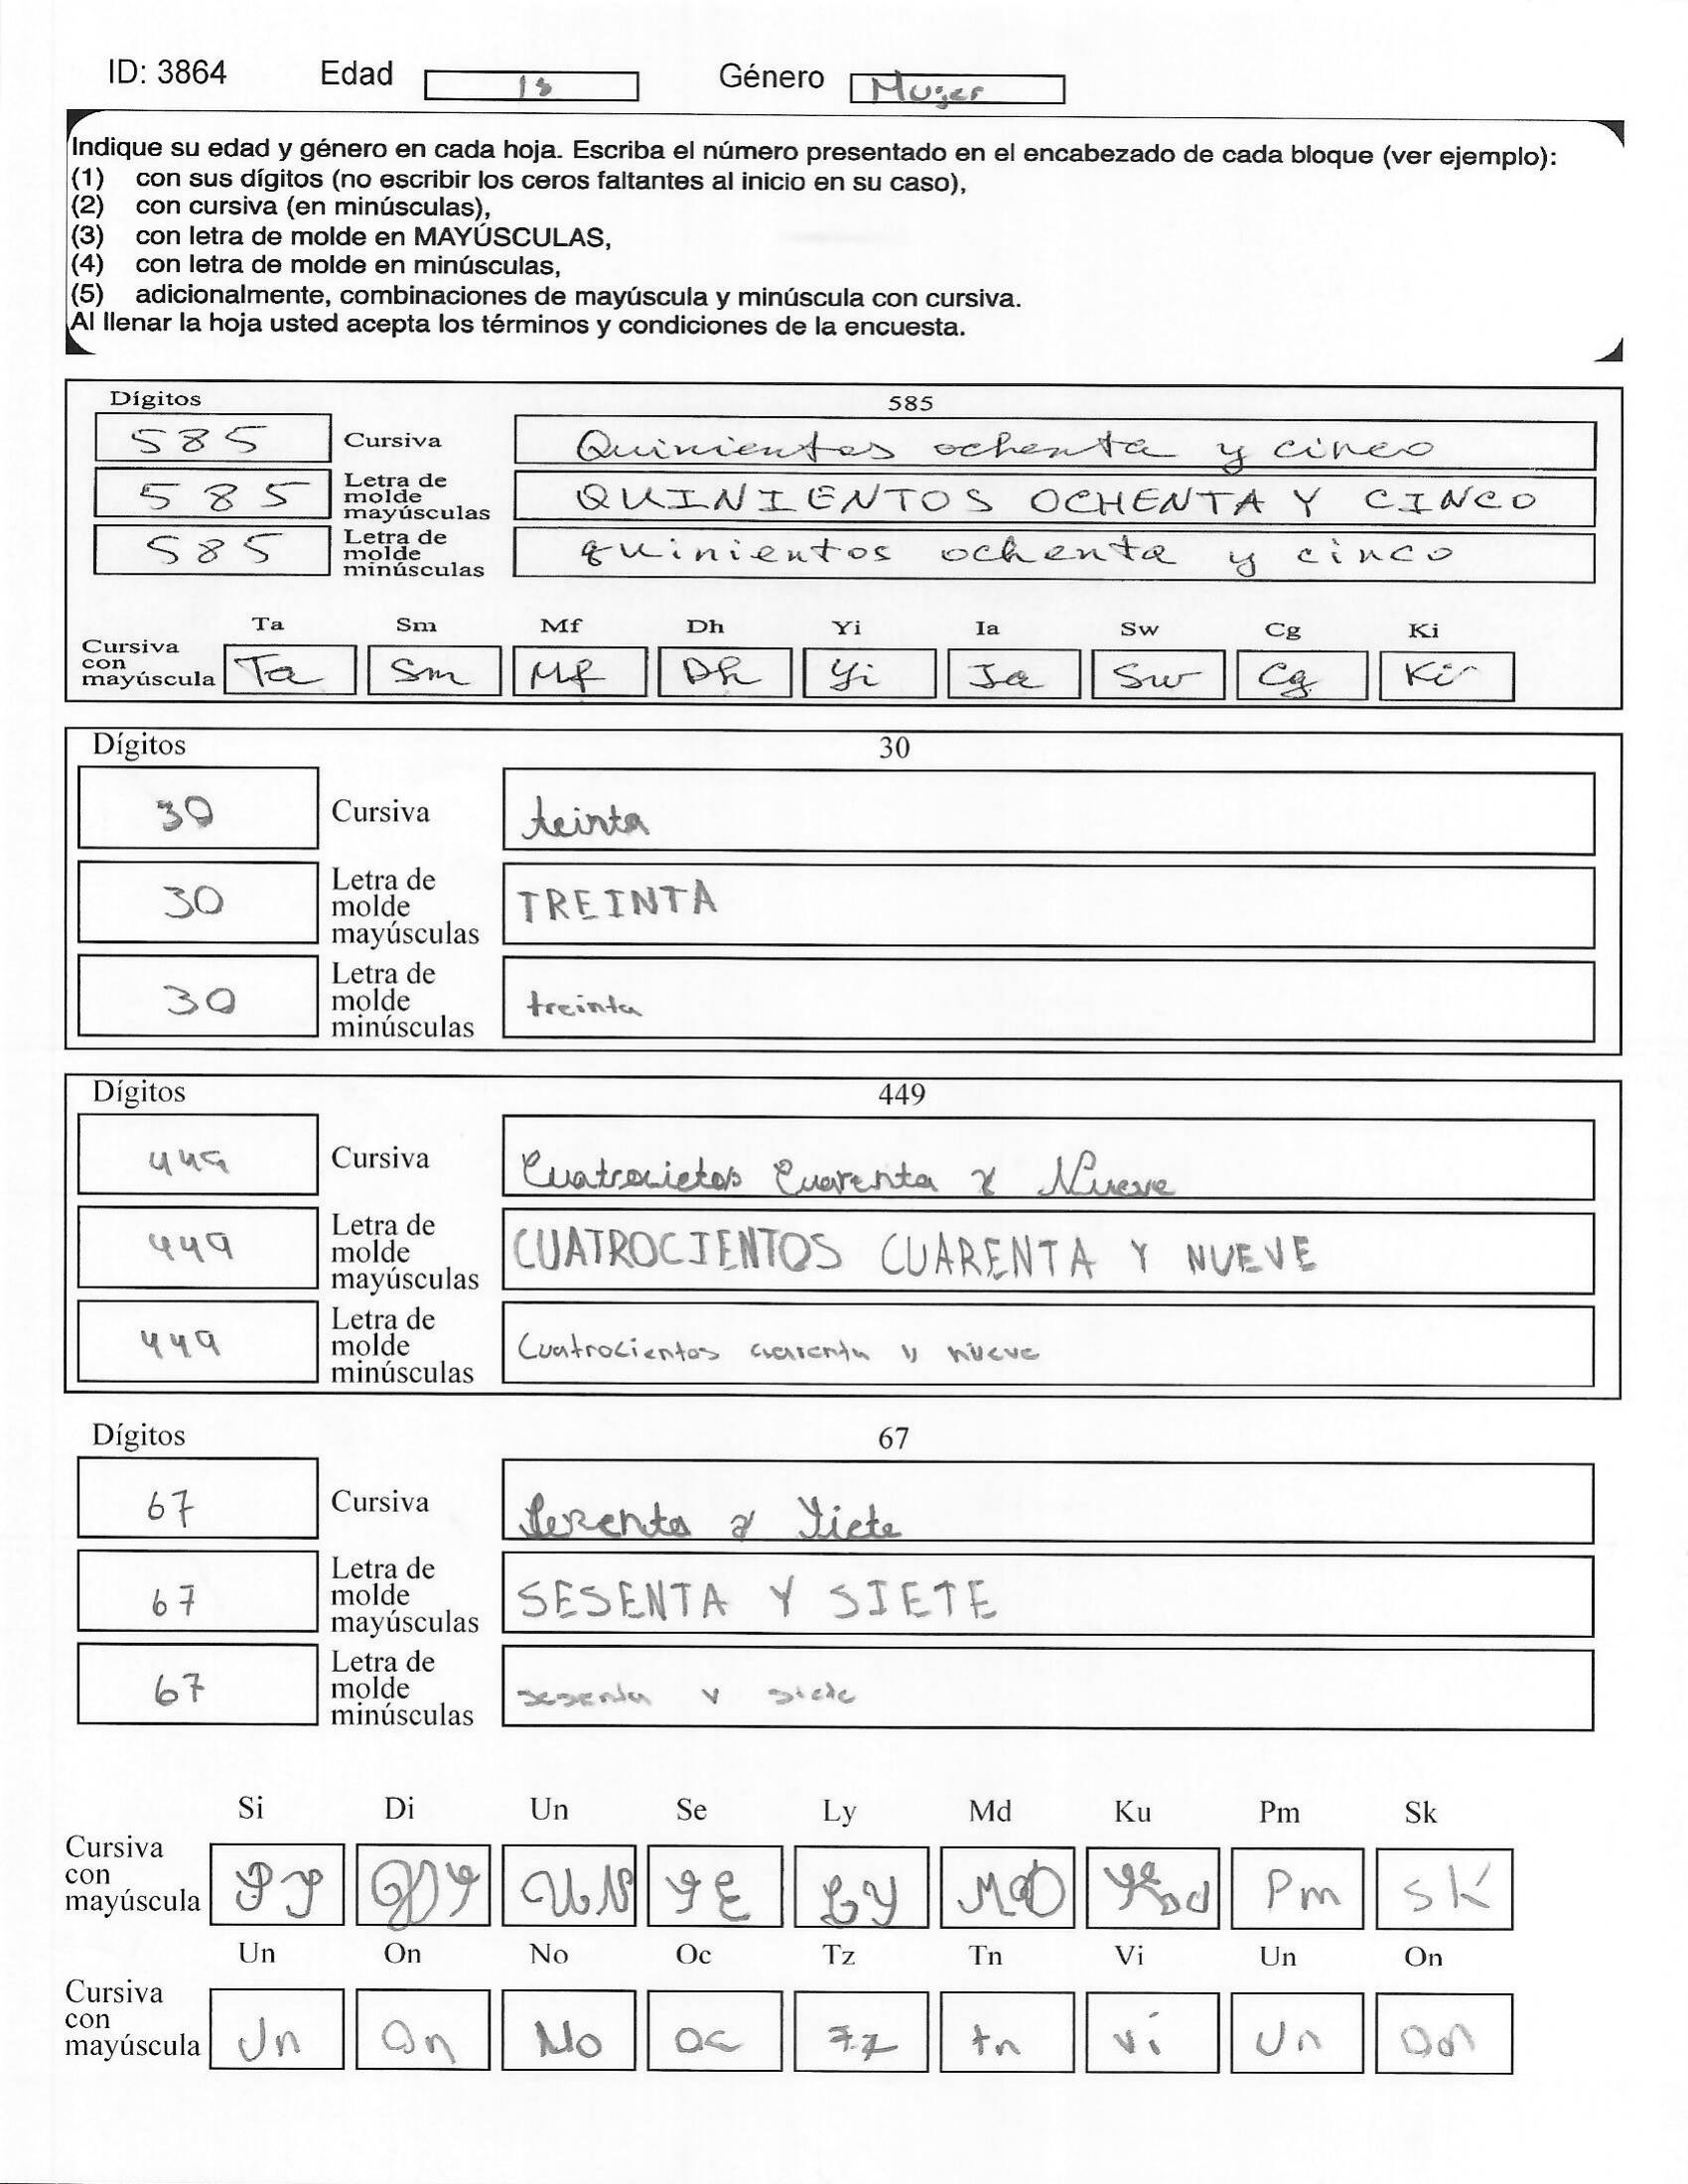 ID: 3864 Edad Género Mujer
Indique su edad y género en cada hoja. Escriba el número presentado en el encabezado de cada bloque (ver ejemplo):
(1) con sus dígitos (no escribir los ceros faltantes al inicio en su caso),
(2) con cursiva (en minúsculas),
(3) con letra de molde en MAYÚSCULAS,
(4) con letra de molde en minúsculas,
(5) adicionalmente, combinaciones de mayúscula y minúscula con cursiva.
Al llenar la hoja usted acepta los términos y condiciones de la encuesta.
Dígitos 585
585 Cursiva Quinientos ochenta y cinco
585 Letra de molde mayúsculas QUINIENTOS OCHENTA Y CINCO
585 Letra de molde minúsculas quinientos ochenta y cinco
Ta Sm Mf Dh Yi Ia Sw Cg Ki
Cursiva con mayúscula Ta Sm Mf Dh Yi Ia Sw Cg Ki
Dígitos 30
30 Cursiva teinta
30 Letra de molde mayúsculas TREINTA
30 Letra de molde minúsculas treinta
Dígitos 449
449 Cursiva Cuatrocietos Cuarenta y Nueve
449 Letra de molde mayúsculas CUATROCIENTOS CUARENTA Y NUEVE
449 Letra de molde minúsculas Cuatrocientos cuarenta y nueve
Dígitos 67
67 Cursiva Sesenta y Siete
67 Letra de molde mayúsculas SESENTA Y SIETE
67 Letra de molde minúsculas sesenta y siete
Si Di Un Se Ly Md Ku Pm Sk
Cursiva con mayúscula UN SE LY MD Pm SK
Un On No Oc Tz Tn Vi Un On
Cursiva con mayúscula Un On No Oc Tz tn Vi Un On